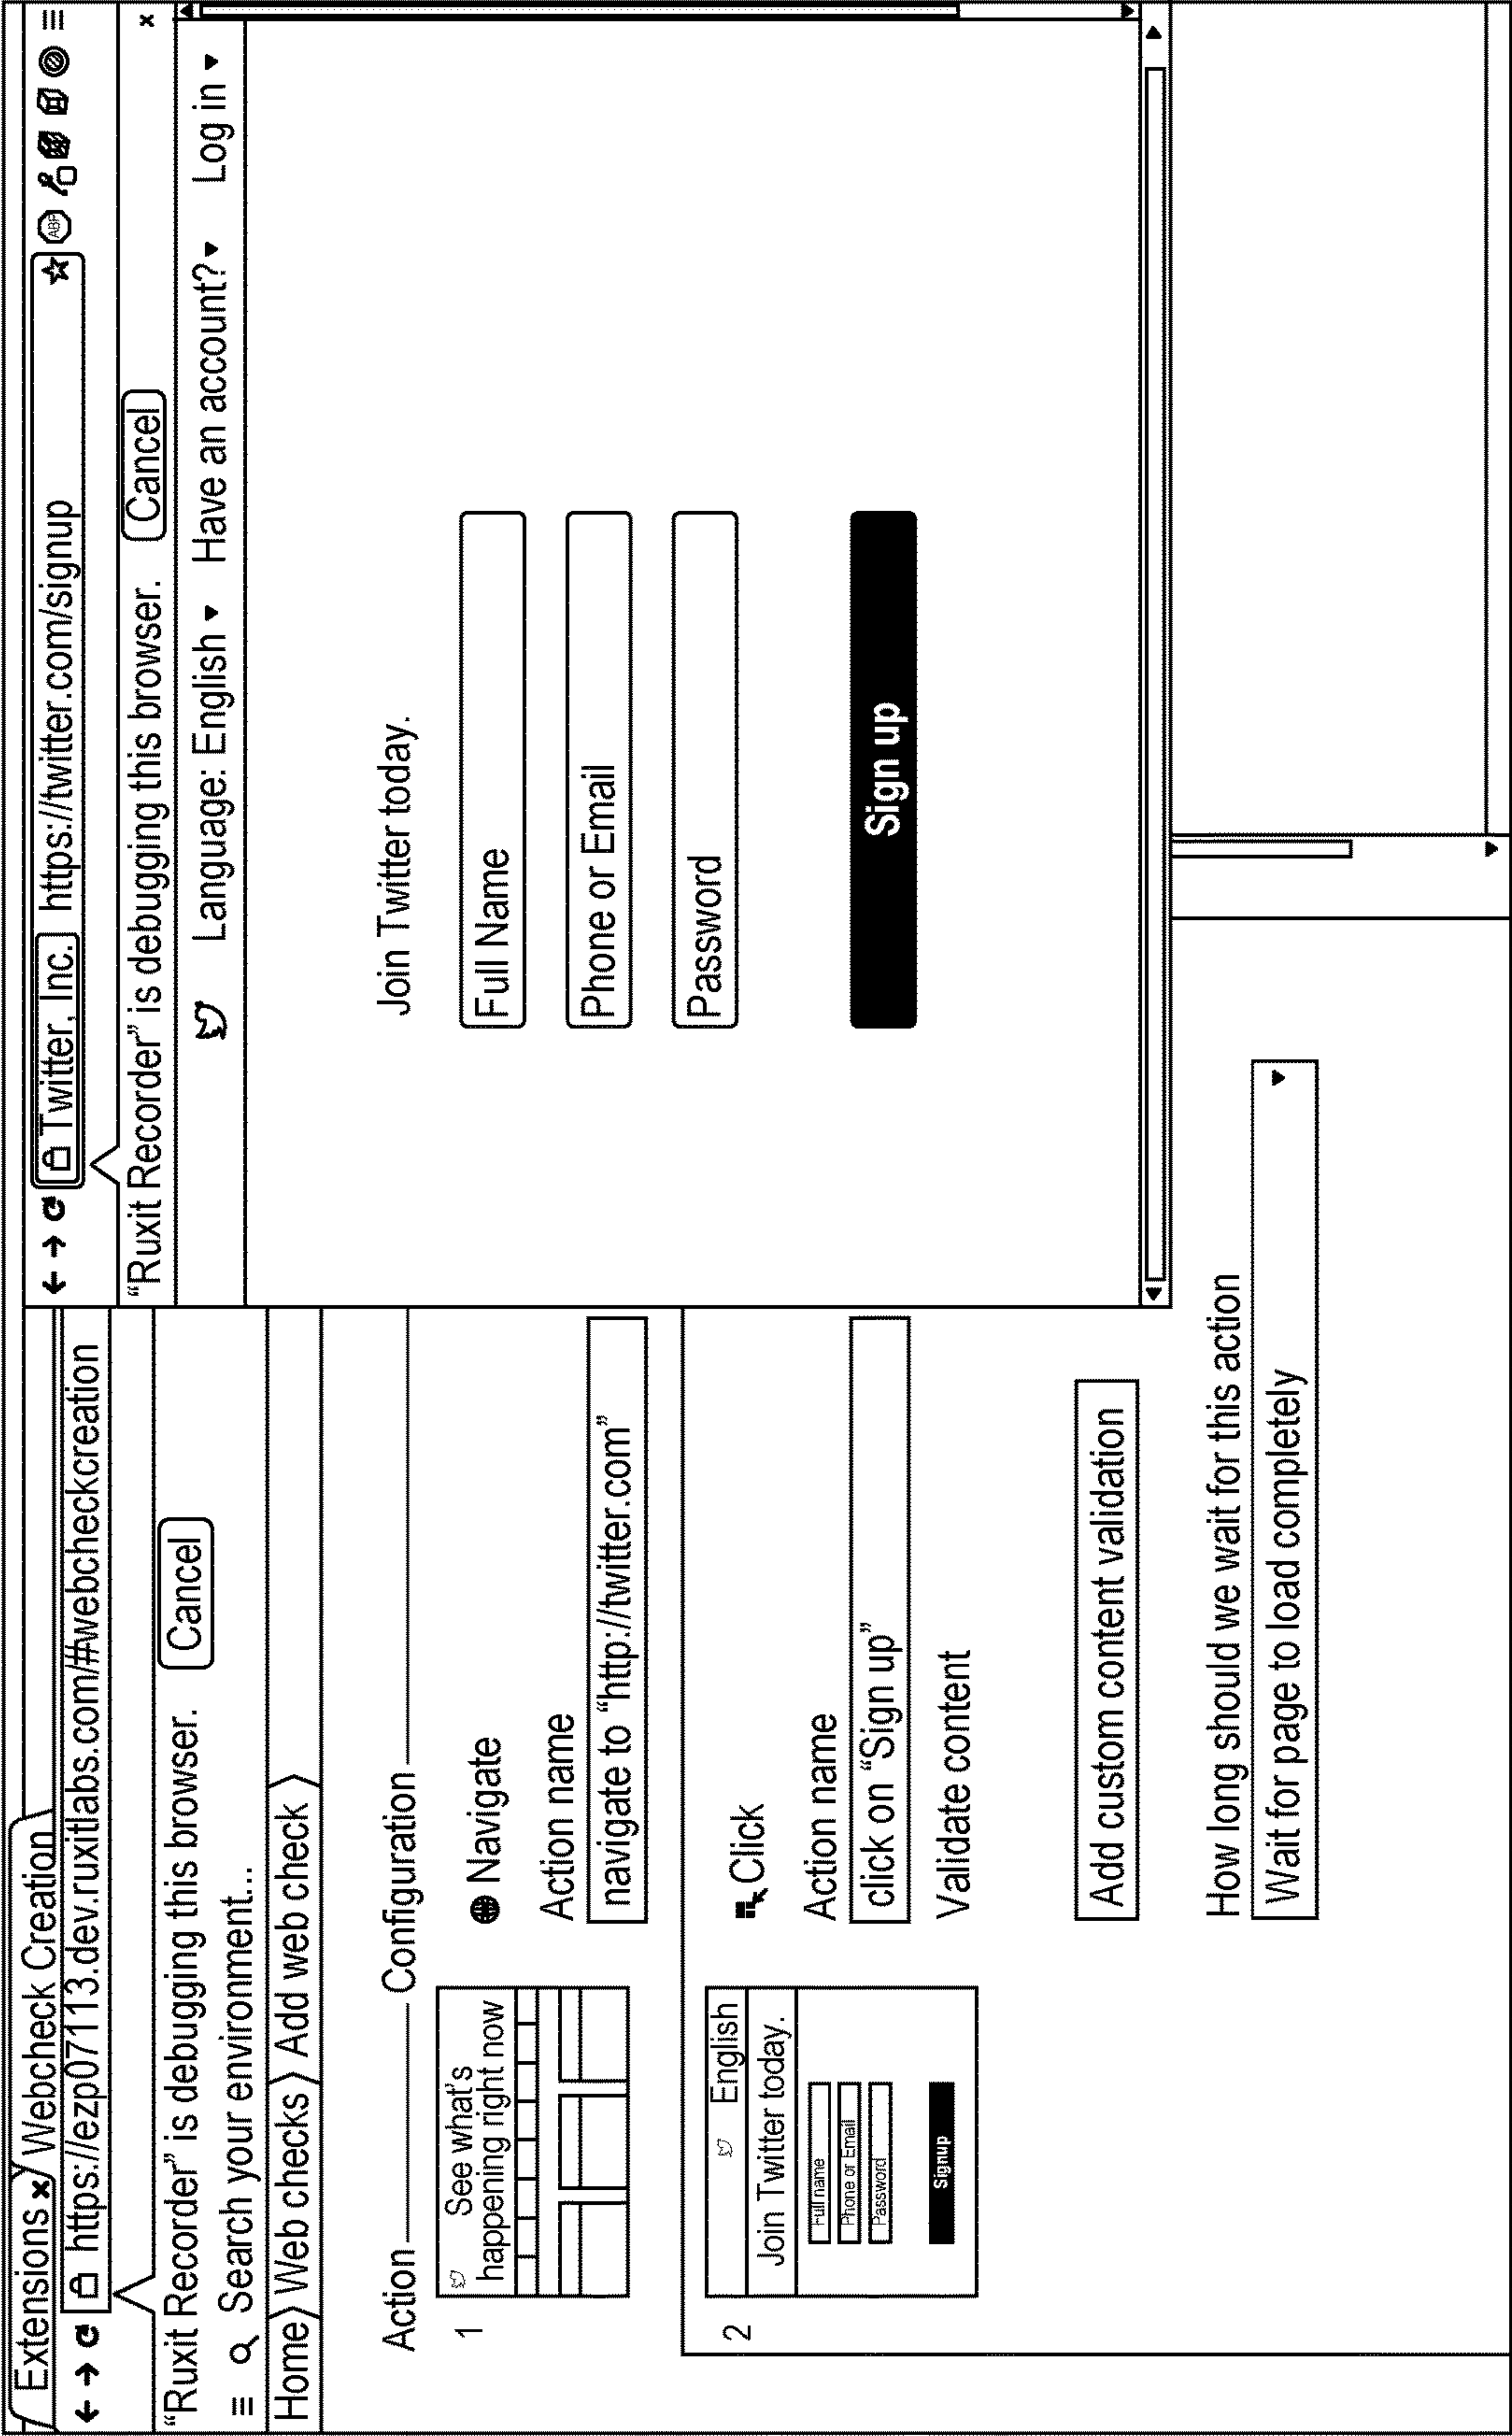 Extensions x Webcheck Creation
https://ezp07113.dev.ruxitlabs.com/#webcheckcreation
“Ruxit Recorder” is debugging this browser. Cancel
Search your environment...
Home Web checks Add web check
Action Configuration
1
See what's
happening right now
Navigate
Action name
navigate to “http://twitter.com”
2
English
Join Twitter today.
Full name
Phone or Email
Password
Signup
Click
Action name
click on “Sign up”
Validate content
Add custom content validation
How long should we wait for this action
Wait for page to load completely
Twitter, Inc. https://twitter.com/signup
ABP
“Ruxit Recorder” is debugging this browser. Cancel x
Language: English Have an account? Log in
Join Twitter today.
Full Name
Phone or Email
Password
Sign up